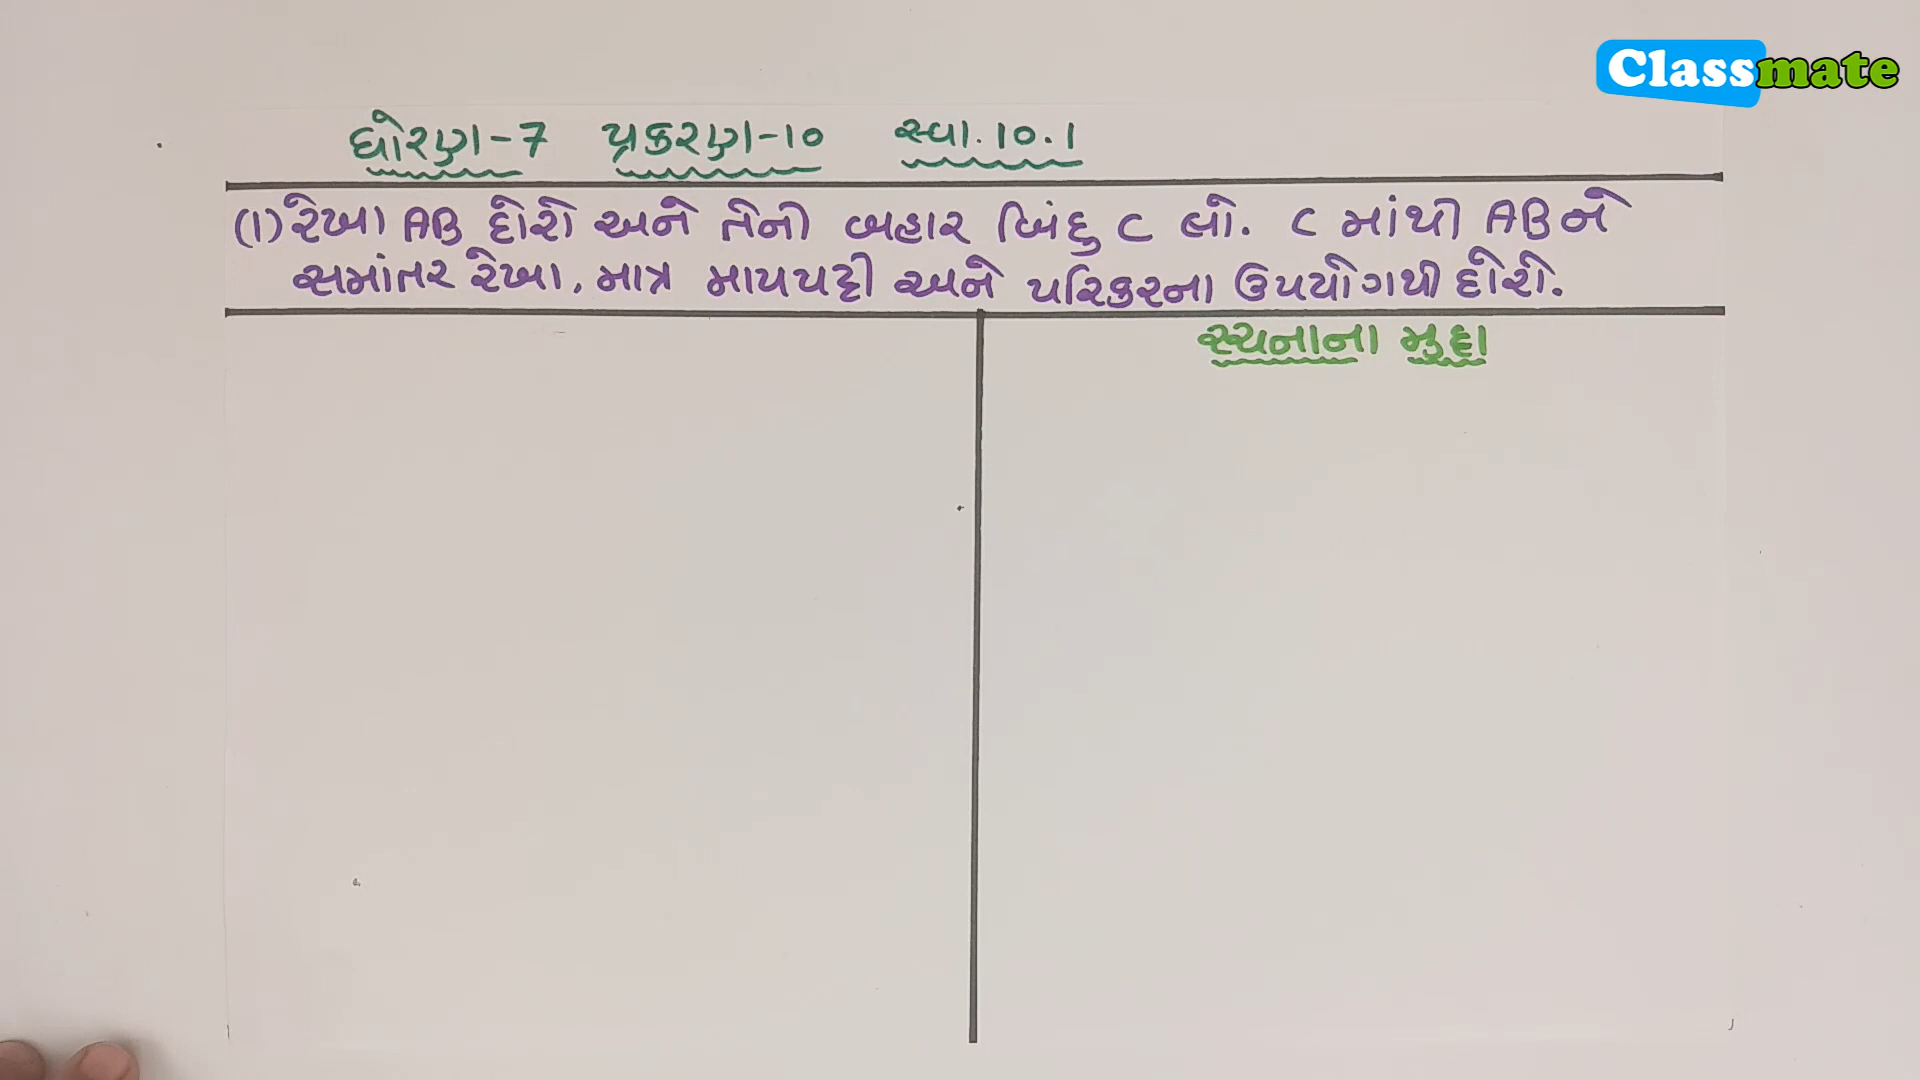 Classmate
ધોરણ-7 પ્રકરણ-10 સ્વા.10.1
(1) રેખા AB દોરો અને તેની બહાર બિંદુ C લો. C માંથી ABને
સમાંતર રેખા, માત્ર માપપટ્ટી અને પરિકરના ઉપયોગથી દોરો.
રચનાના મુદ્દા